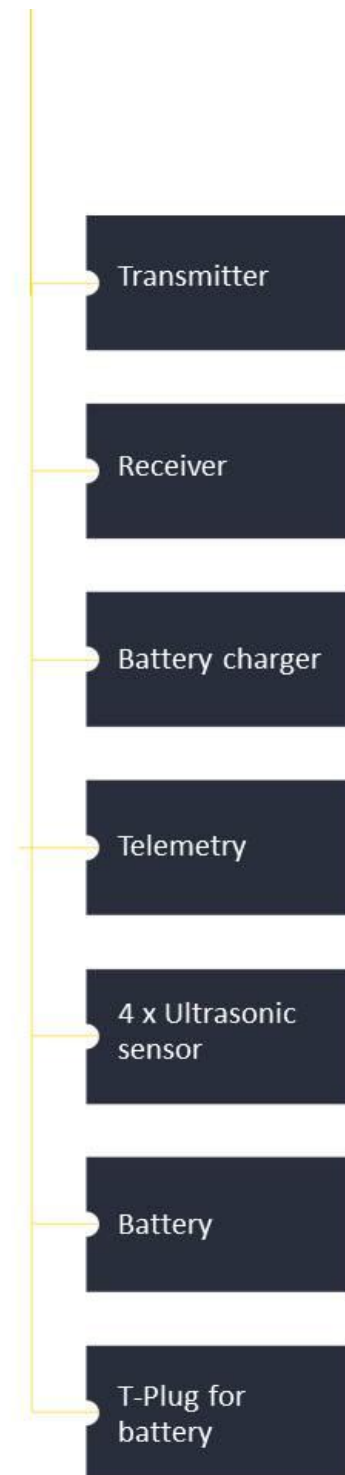 Transmitter
Receiver
Battery charger
Telemetry
4 x Ultrasonic
sensor
Battery
T-Plug for
battery